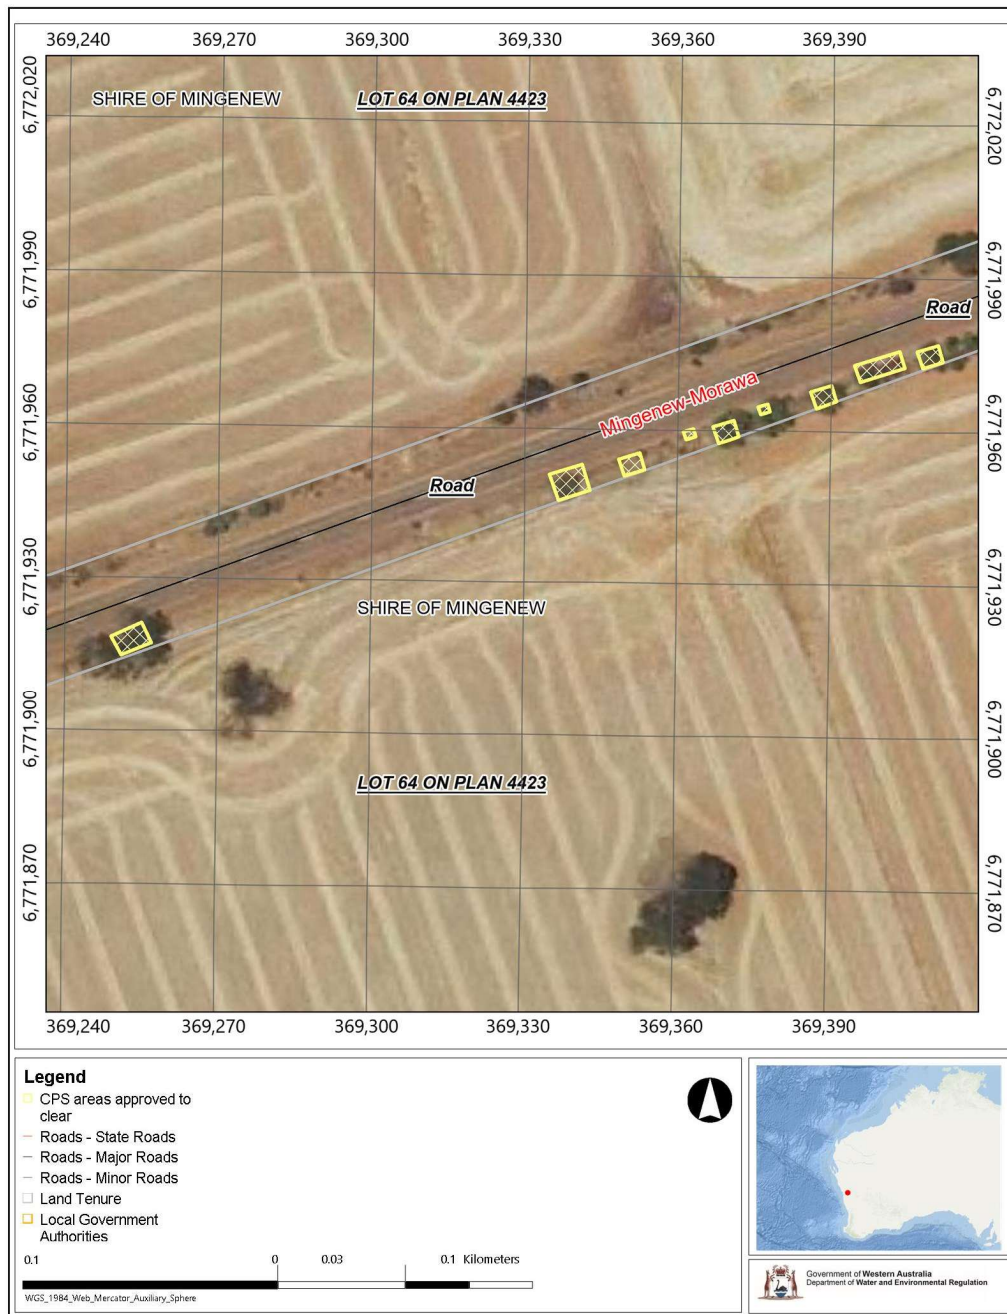 369,240 369,270 369,300 369,330 369,360 369,390
6,772,020
6,772,020
SHIRE OF MINGENEW
LOT 64 ON PLAN 4423
6,771,990
6,771,990
Road
6,771,960
6,771,960
Mingenew-Morawa
Road
6,771,930
6,771,930
SHIRE OF MINGENEW
6,771,900
6,771,900
LOT 64 ON PLAN 4423
6,771,870
6,771,870
369,240 369,270 369,300 369,330 369,360 369,390
Legend
CPS areas approved to
clear
Roads - State Roads
Roads - Major Roads
Roads - Minor Roads
Land Tenure
Local Government
Authorities
0.1 0 0.03 0.1 Kilometers
WGS_1984_Web_Mercator_Auxiliary_Sphere
Government of Western Australia
Department of Water and Environmental Regulation